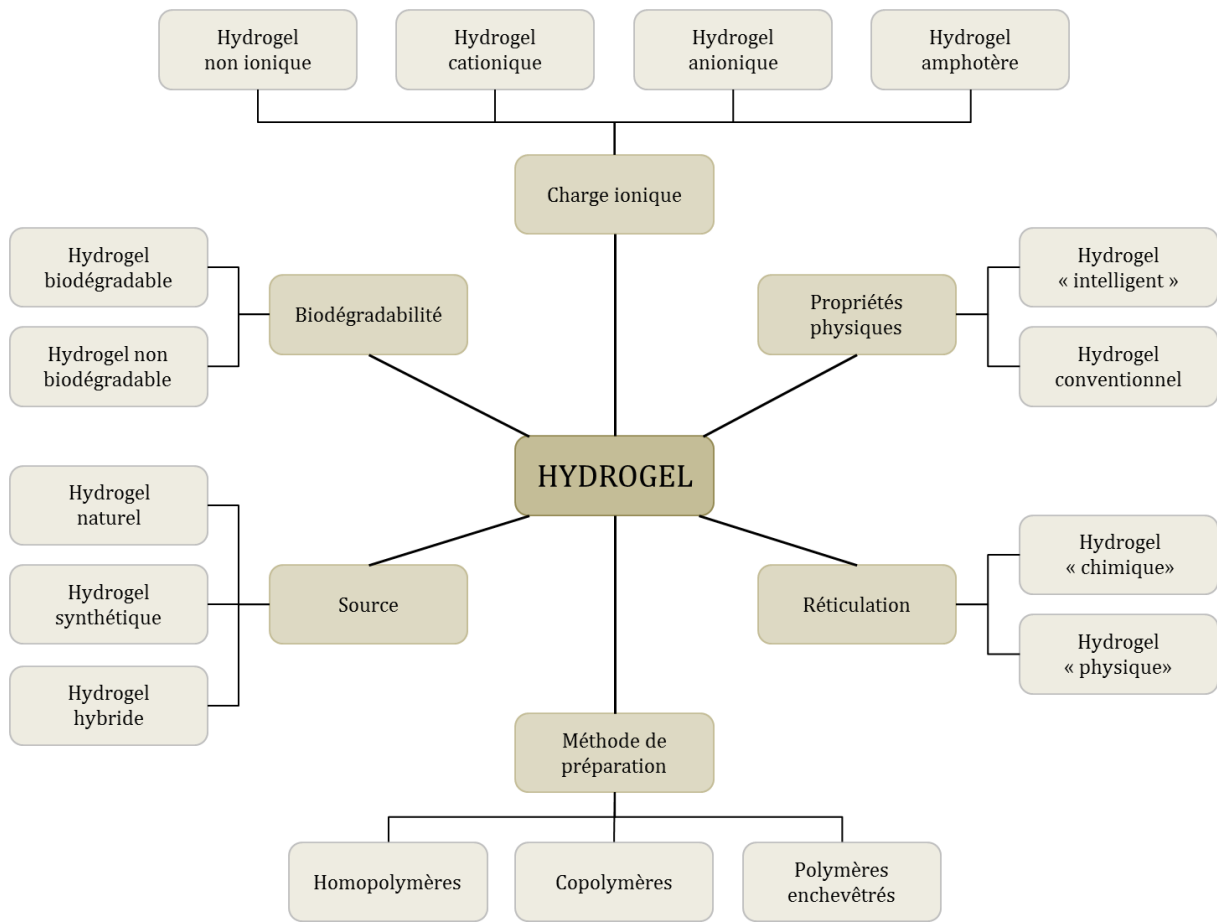 Hydrogel
non ionique
Hydrogel
cationique
Hydrogel
anionique
Hydrogel
amphotère
Charge ionique
Hydrogel
biodégradable
Hydrogel non
biodégradable
Biodégradabilité
Propriétés
physiques
Hydrogel
« intelligent »
Hydrogel
conventionnel
HYDROGEL
Hydrogel
naturel
Hydrogel
synthétique
Hydrogel
hybride
Source
Réticulation
Hydrogel
« chimique»
Hydrogel
« physique»
Méthode de
préparation
Homopolymères
Copolymères
Polymères
enchevêtrés